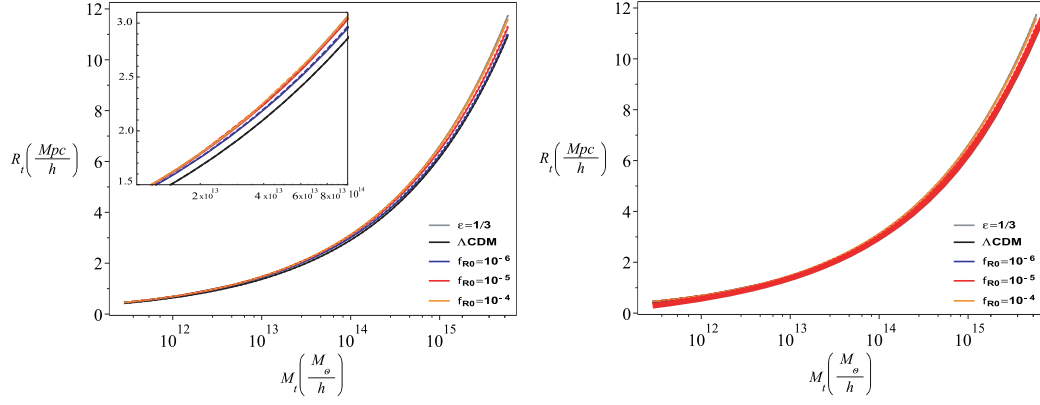 12
10
8
6
4
2
0
R_t (Mpc/h)
3.0
2.5
2.0
1.5
2×10^13
4×10^13
6×10^13
8×10^13
10^14
ε=1/3
ΛCDM
f_R0=10^-6
f_R0=10^-5
f_R0=10^-4
10^12
10^13
10^14
10^15
M_t (M_⊙/h)
12
10
8
6
4
2
0
R_t (Mpc/h)
ε=1/3
ΛCDM
f_R0=10^-6
f_R0=10^-5
f_R0=10^-4
10^12
10^13
10^14
10^15
M_t (M_⊙/h)